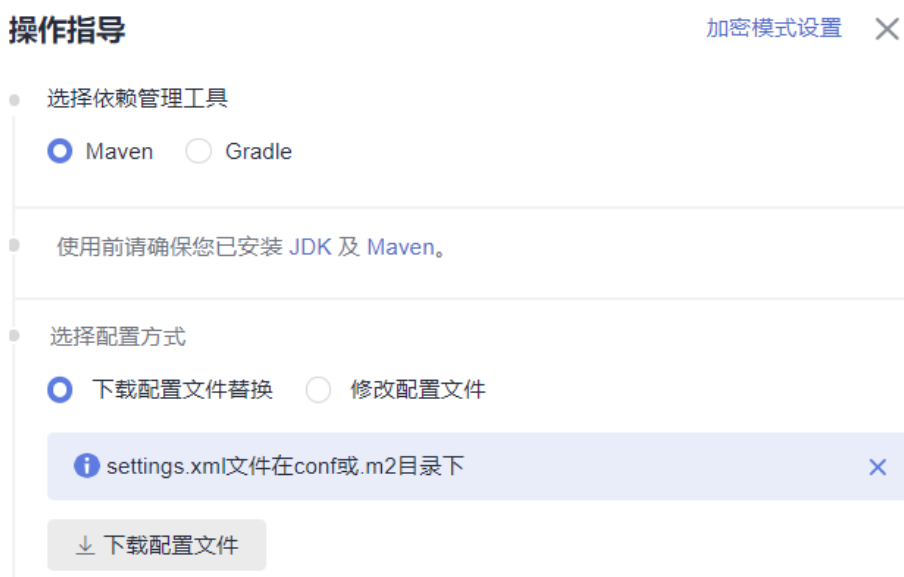 操作指导 加密模式设置
选择依赖管理工具
Maven Gradle
使用前请确保您已安装 JDK 及 Maven。
选择配置方式
下载配置文件替换 修改配置文件
settings.xml文件在conf或.m2目录下
下载配置文件